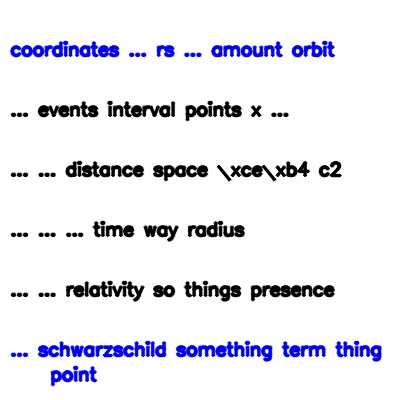 coordinates ... rs ... amount orbit
... events interval points x ...
... ... distance space \xce\xb4 c2
... ... ... time way radius
... ... relativity so things presence
... schwarzschild something term thing
point